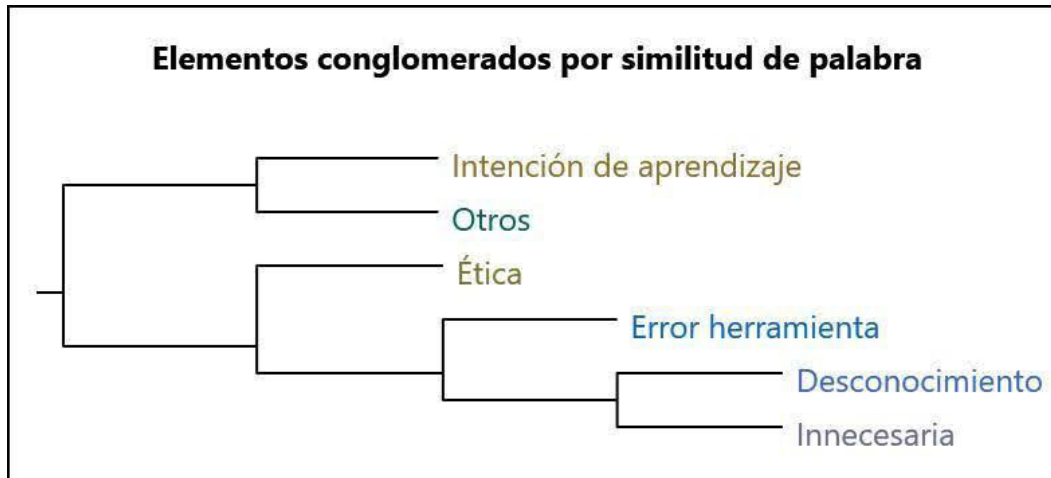 Elementos conglomerados por similitud de palabra
Intención de aprendizaje
Otros
Ética
Error herramienta
Desconocimiento
Innecesaria